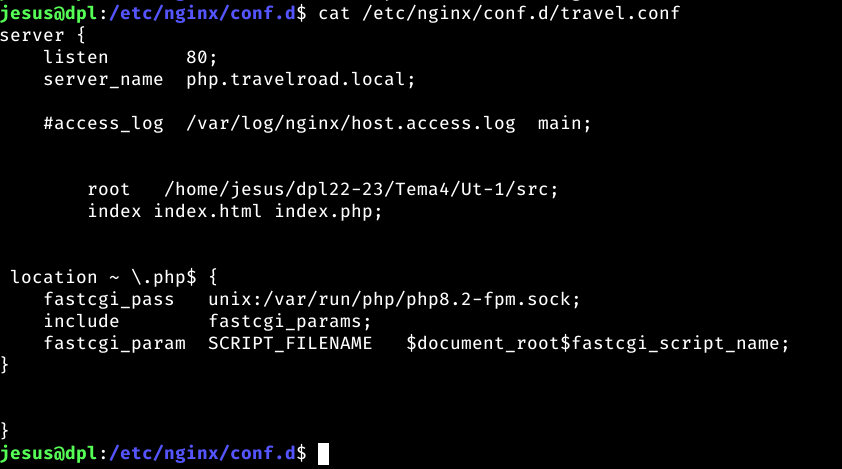 jesus@dpl:/etc/nginx/conf.d$ cat /etc/nginx/conf.d/travel.conf
server {
    listen       80;
    server_name  php.travelroad.local;

    #access_log  /var/log/nginx/host.access.log  main;


        root   /home/jesus/dpl22-23/Tema4/Ut-1/src;
        index index.html index.php;


 location ~ \.php$ {
    fastcgi_pass   unix:/var/run/php/php8.2-fpm.sock;
    include        fastcgi_params;
    fastcgi_param  SCRIPT_FILENAME   $document_root$fastcgi_script_name;
}


}
jesus@dpl:/etc/nginx/conf.d$